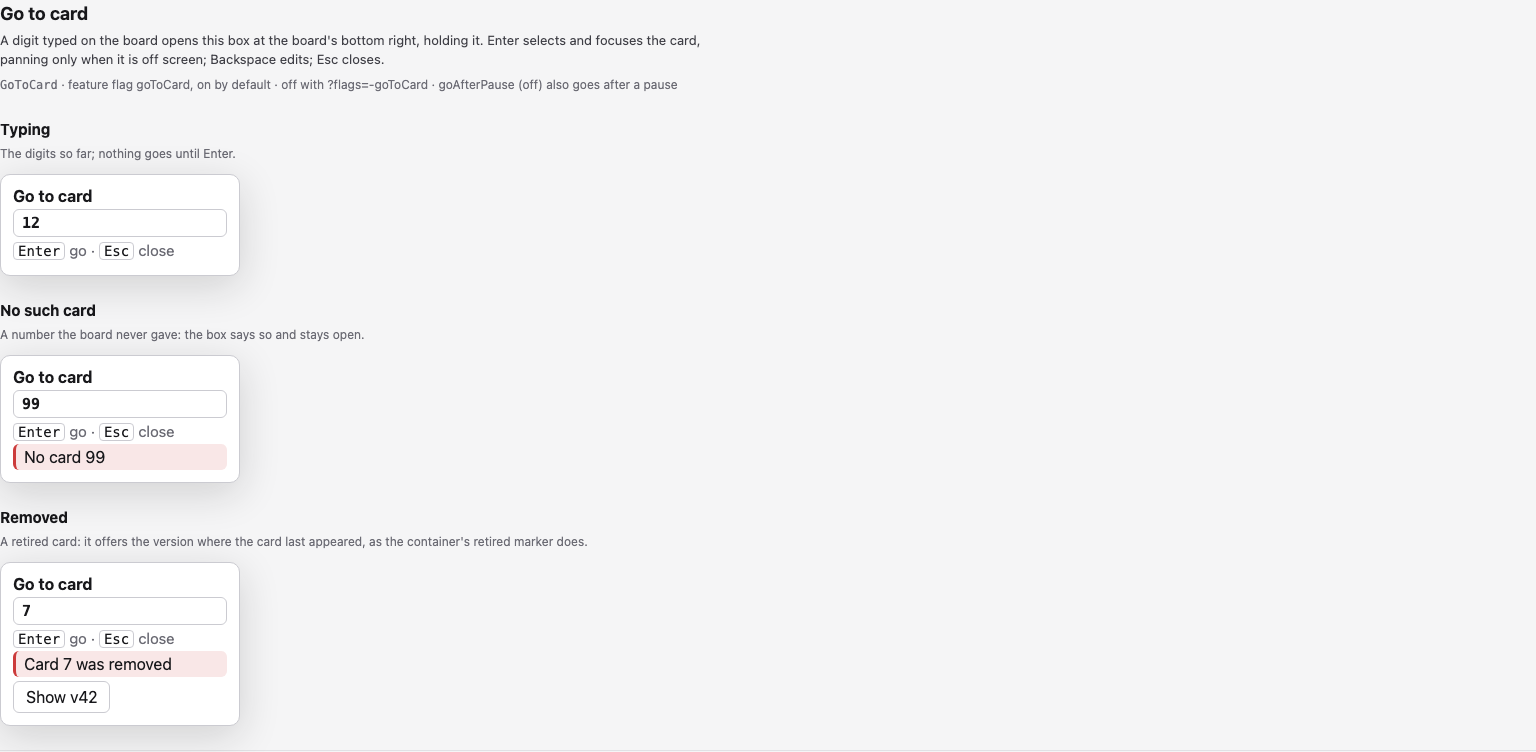 Go to card
A digit typed on the board opens this box at the board's bottom right, holding it. Enter selects and focuses the card,
panning only when it is off screen; Backspace edits; Esc closes.
GoToCard · feature flag goToCard, on by default · off with ?flags=-goToCard · goAfterPause (off) also goes after a pause
Typing
The digits so far; nothing goes until Enter.
Go to card
12
Enter go · Esc close
No such card
A number the board never gave: the box says so and stays open.
Go to card
99
Enter go · Esc close
No card 99
Removed
A retired card: it offers the version where the card last appeared, as the container's retired marker does.
Go to card
7
Enter go · Esc close
Card 7 was removed
Show v42